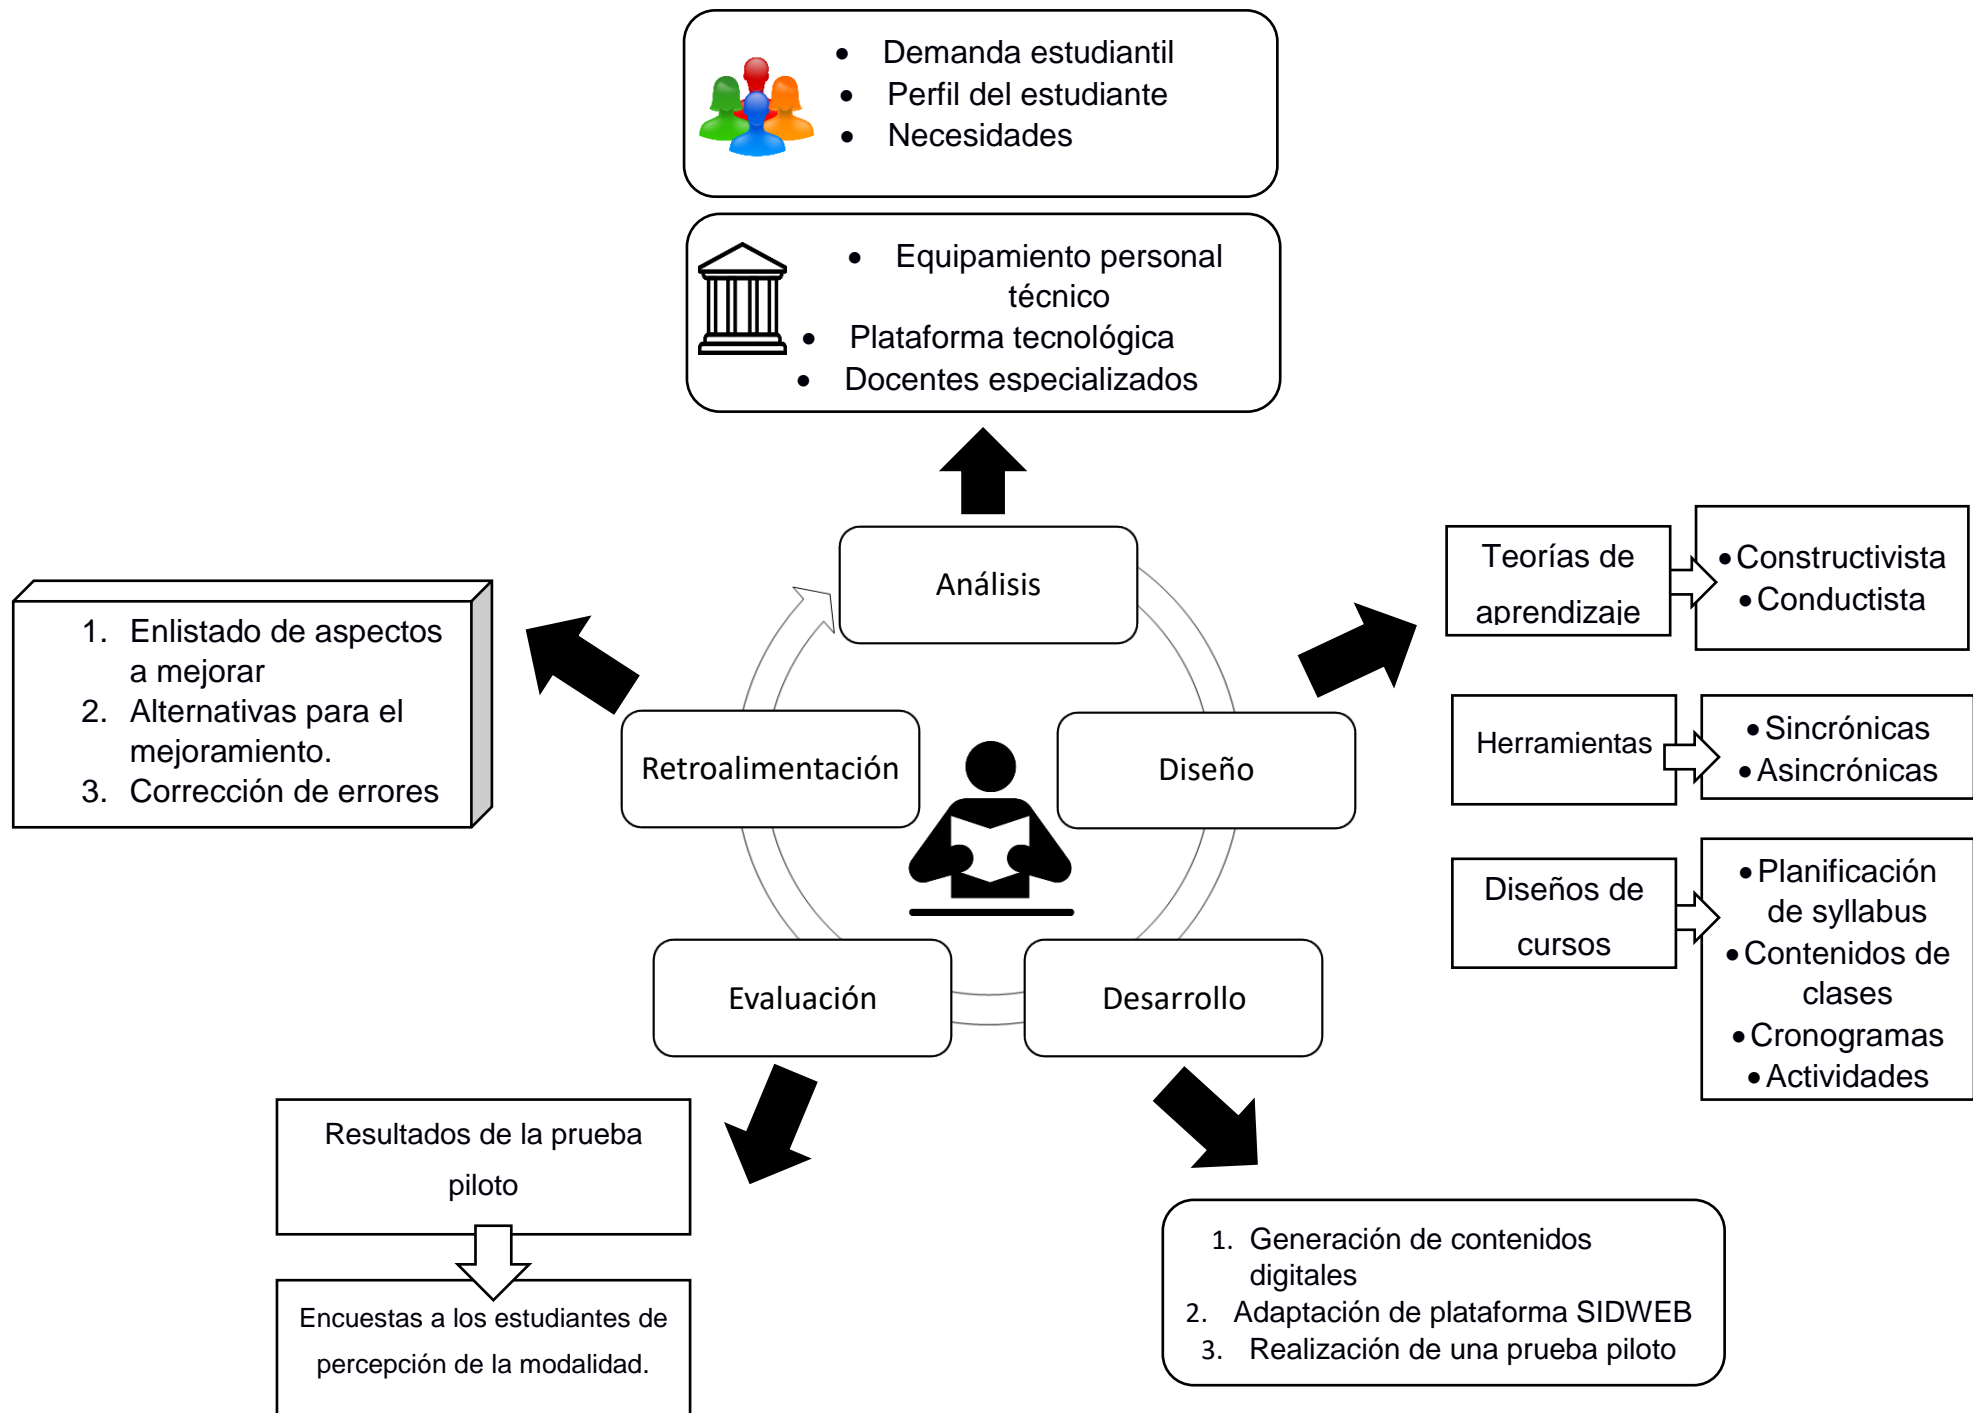 • Demanda estudiantil
• Perfil del estudiante
• Necesidades
• Equipamiento personal
técnico
• Plataforma tecnológica
• Docentes especializados
Análisis
Diseño
Desarrollo
Evaluación
Retroalimentación
Teorías de
aprendizaje
• Constructivista
• Conductista
Herramientas
• Sincrónicas
• Asincrónicas
Diseños de
cursos
• Planificación
de syllabus
• Contenidos de
clases
• Cronogramas
• Actividades
1. Generación de contenidos
digitales
2. Adaptación de plataforma SIDWEB
3. Realización de una prueba piloto
Resultados de la prueba
piloto
Encuestas a los estudiantes de
percepción de la modalidad.
1. Enlistado de aspectos
a mejorar
2. Alternativas para el
mejoramiento.
3. Corrección de errores